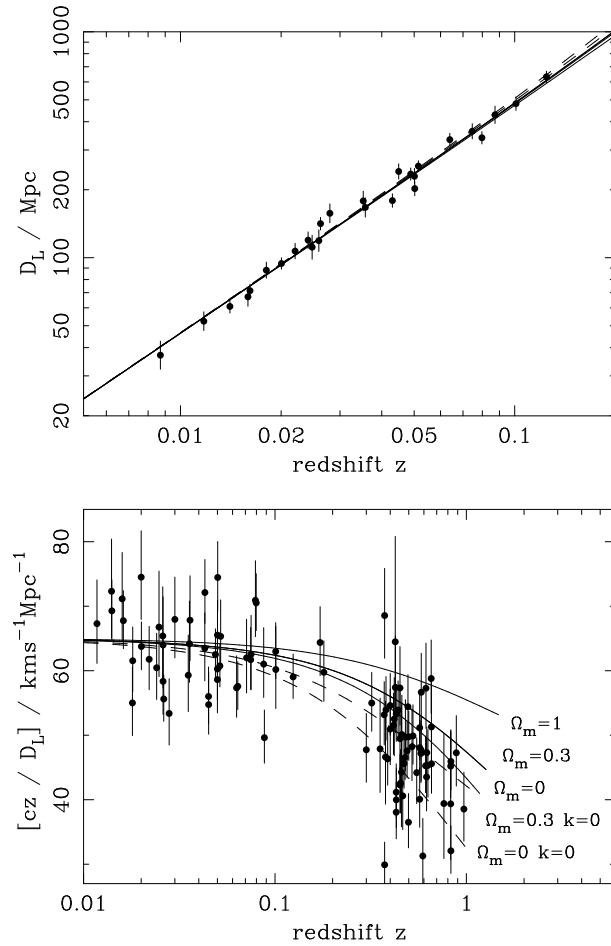 1000
500
200
100
50
20
D_L / Mpc
0.01 0.02 0.05 0.1
redshift z
80
60
40
[cz / D_L] / kms⁻¹Mpc⁻¹
Ω_m=1
Ω_m=0.3
Ω_m=0
Ω_m=0.3 k=0
Ω_m=0 k=0
0.01 0.1 1
redshift z